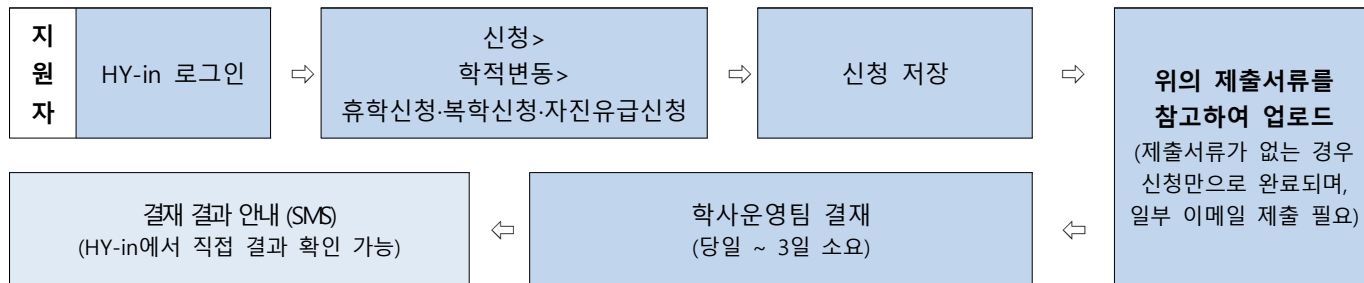 지
원
자
HY-in 로그인
⇨
신청>
학적변동>
휴학신청·복학신청·자진유급신청
⇨
신청 저장
⇨
위의 제출서류를
참고하여 업로드
(제출서류가 없는 경우
신청만으로 완료되며,
일부 이메일 제출 필요)
⇦
학사운영팀 결재
(당일 ~ 3일 소요)
⇦
결재 결과 안내 (SMS)
(HY-in에서 직접 결과 확인 가능)